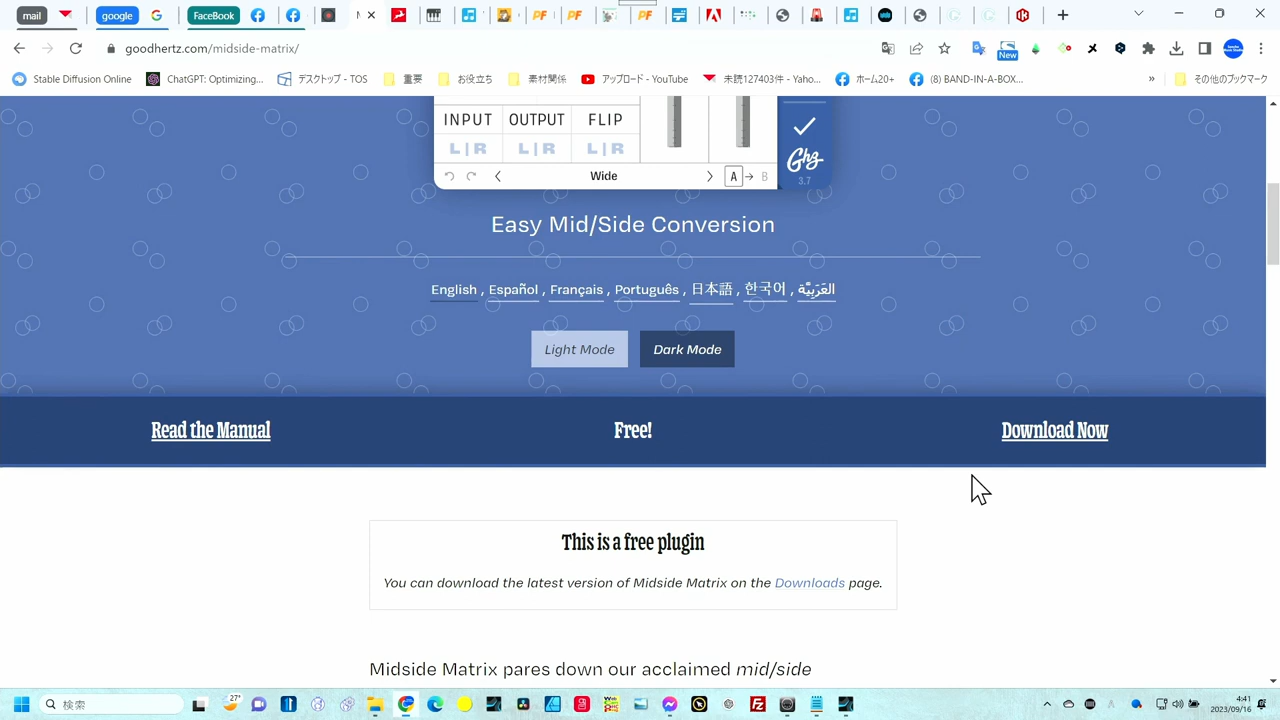 mail
google
FaceBook
goodhertz.com/midside-matrix/
New
Stable Diffusion Online
ChatGPT: Optimizing...
デスクトップ - TOS
重要
お役立ち
素材関係
アップロード - YouTube
未読127403件 - Yaho...
ホーム20+
(8) BAND-IN-A-BOX...
»
その他のブックマーク
INPUT OUTPUT FLIP
L|R L|R L|R
Wide
A → B
Ghz
3.7
Easy Mid/Side Conversion
English , Español , Français , Português , 日本語 , 한국어 , العَرَبِيَّة
Light Mode
Dark Mode
Read the Manual
Free!
Download Now
This is a free plugin
You can download the latest version of Midside Matrix on the Downloads page.
Midside Matrix pares down our acclaimed mid/side
検索
27°
4:41
2023/09/16